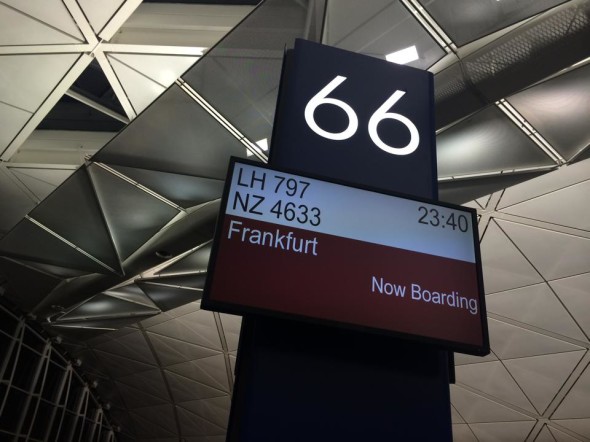 66
LH 797
NZ 4633 23:40
Frankfurt
Now Boarding